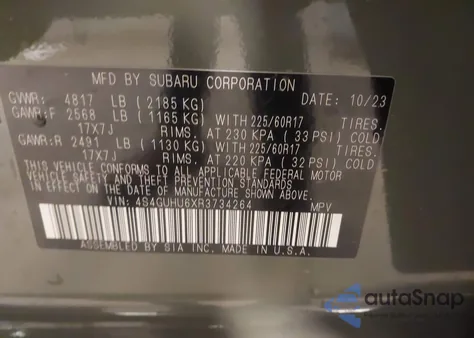 MFD BY SUBARU CORPORATION
GVWR: 4817 LB (2185 KG) DATE: 10/23
GAWR:F 2568 LB (1165 KG) WITH 225/60R17 TIRES.
17X7J RIMS. AT 230 KPA (33 PSI) COLD.
GAWR:R 2491 LB (1130 KG) WITH 225/60R17 TIRES.
17X7J RIMS. AT 220 KPA (32 PSI) COLD.
THIS VEHICLE CONFORMS TO ALL APPLICABLE FEDERAL MOTOR
VEHICLE SAFETY AND THEFT PREVENTION STANDARDS
IN EFFECT ON THE DATE OF MANUFACTURE SHOWN ABOVE.
VIN: 4S4GUHU6XR3734264 MPV
ASSEMBLED BY SIA INC. MADE IN U.S.A.
autoSnap